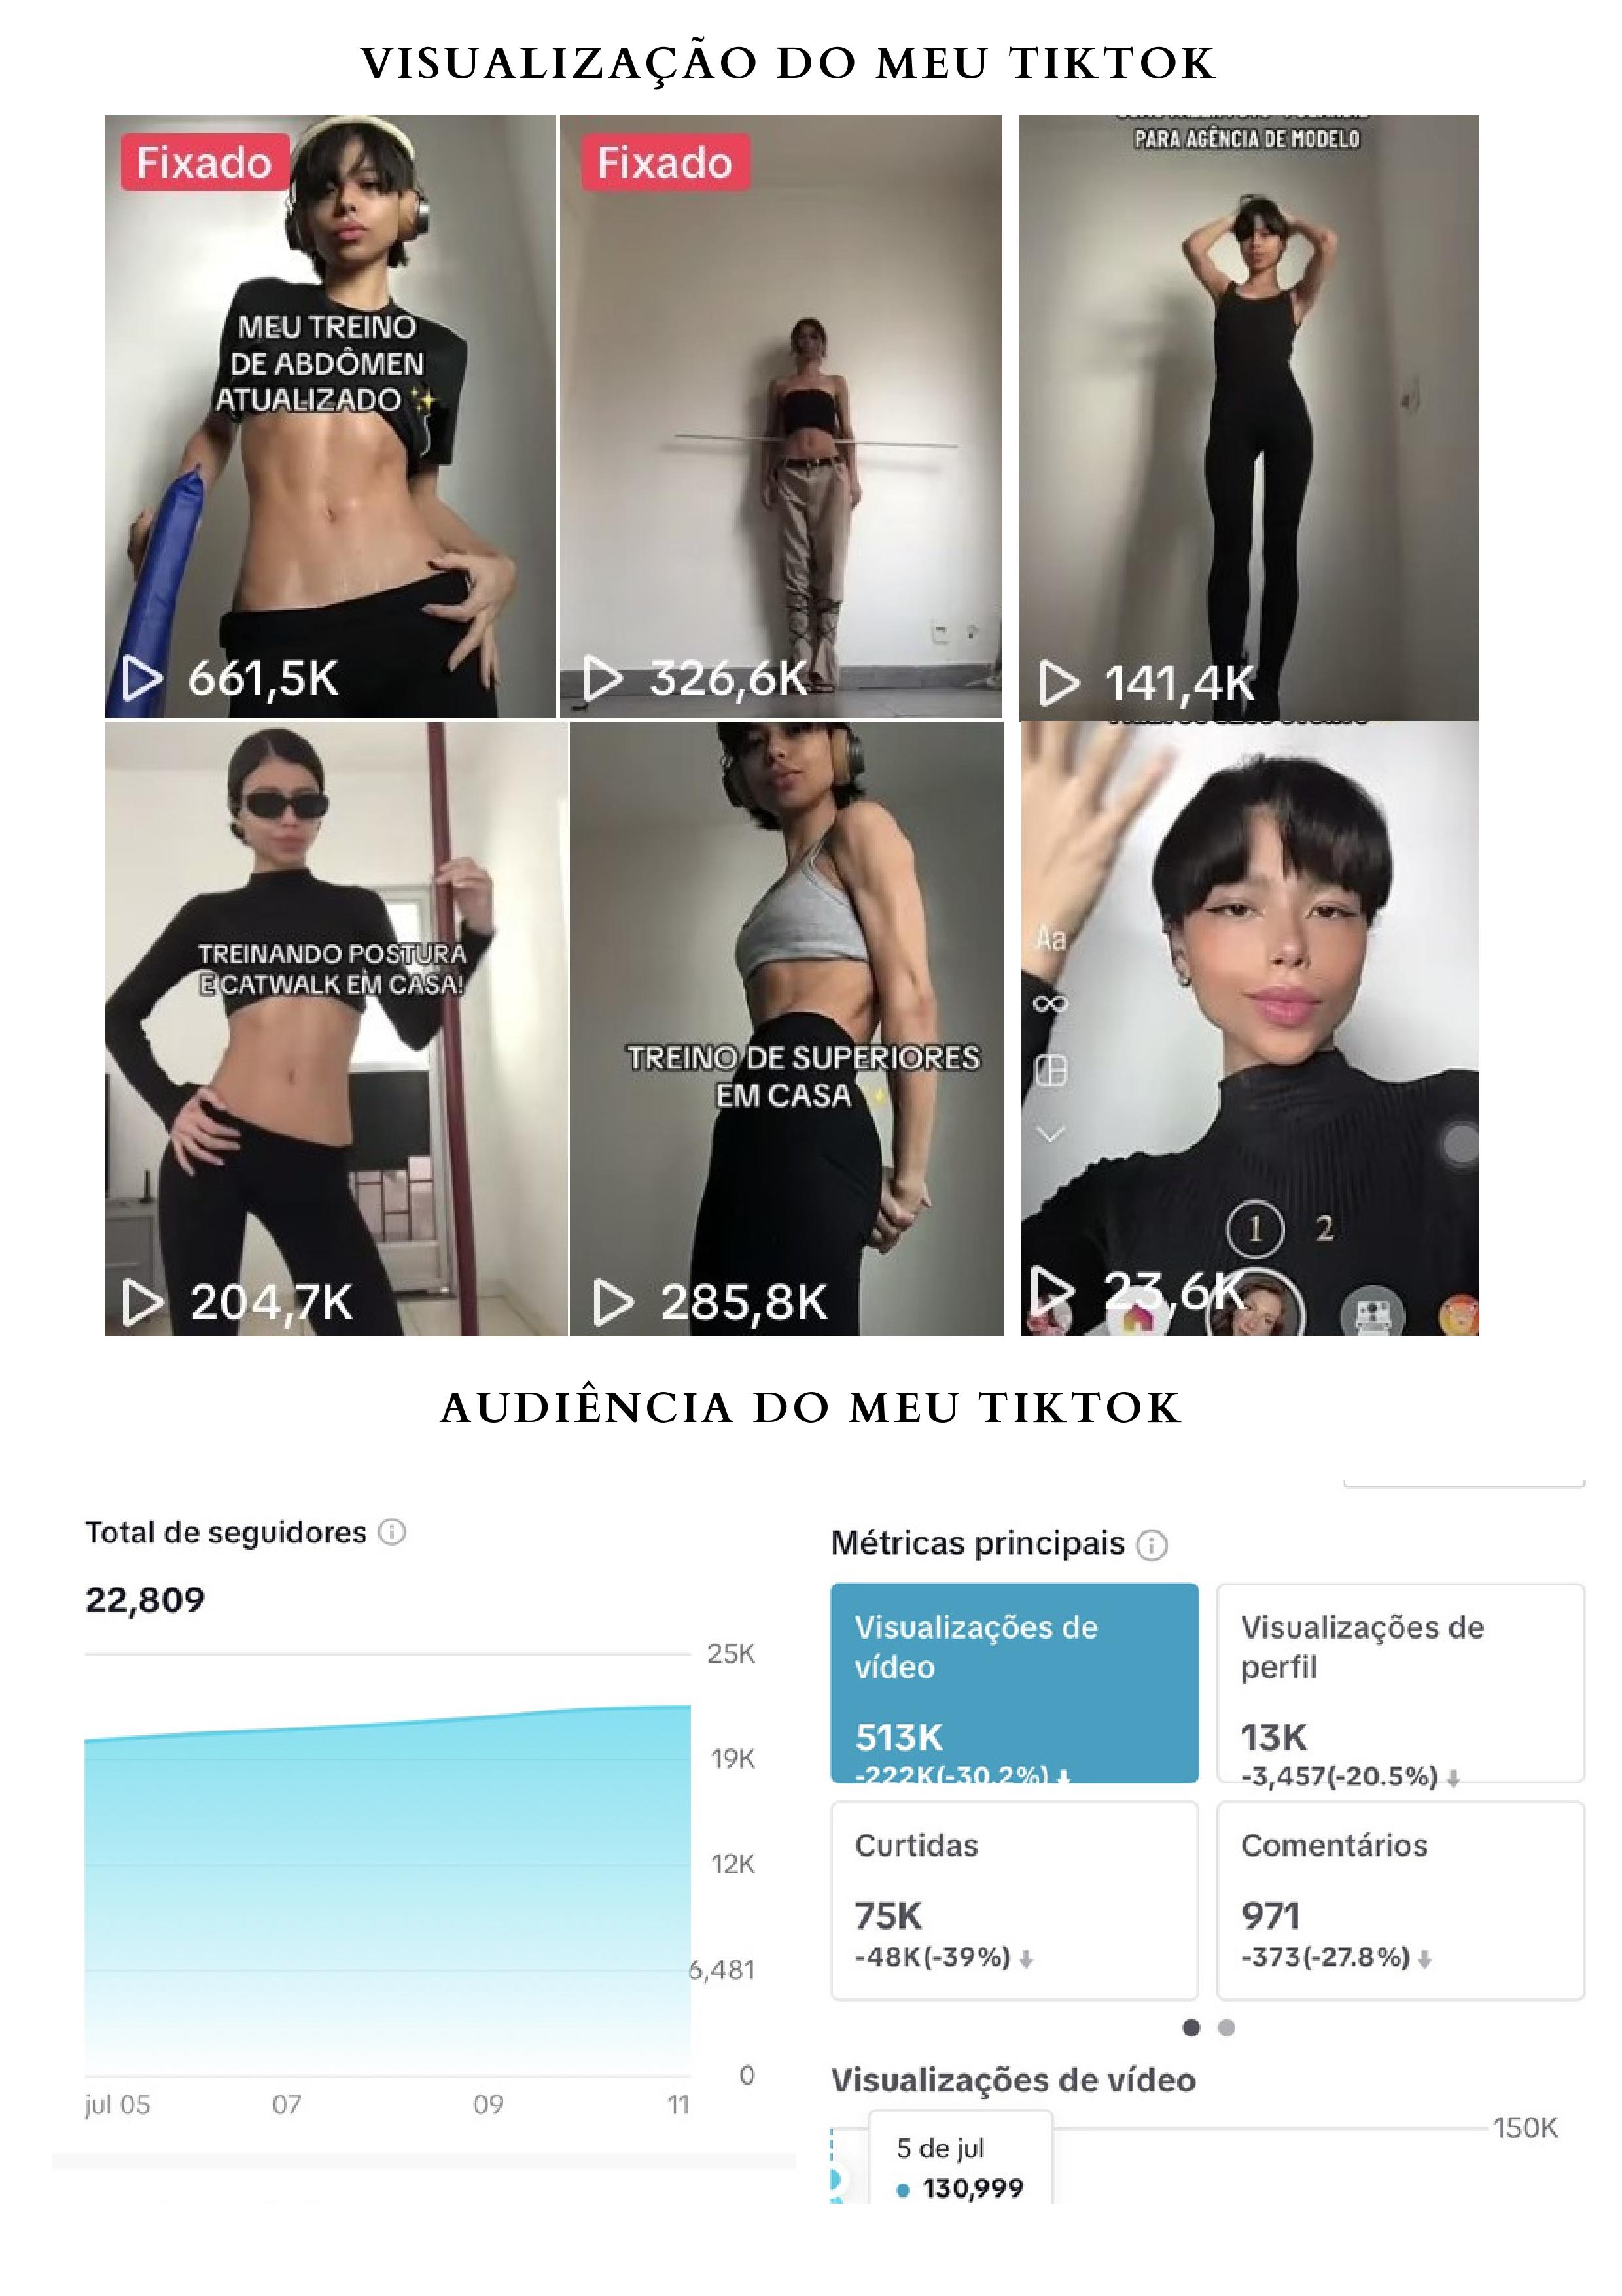 VISUALIZAÇÃO DO MEU TIKTOK
Fixado
MEU TREINO
DE ABDÔMEN
ATUALIZADO ✨
661,5K
Fixado
326,6K
PARA AGÊNCIA DE MODELO
141,4K
TREINANDO POSTURA
E CATWALK EM CASA!
204,7K
TREINO DE SUPERIORES
EM CASA ✨
285,8K
Aa
1 2
23,6K
AUDIÊNCIA DO MEU TIKTOK
Total de seguidores
22,809
25K
19K
12K
6,481
0
jul 05 07 09 11
Métricas principais
Visualizações de
vídeo
513K
-222K(-30.2%)
Visualizações de
perfil
13K
-3,457(-20.5%)
Curtidas
75K
-48K(-39%)
Comentários
971
-373(-27.8%)
Visualizações de vídeo
150K
5 de jul
130,999